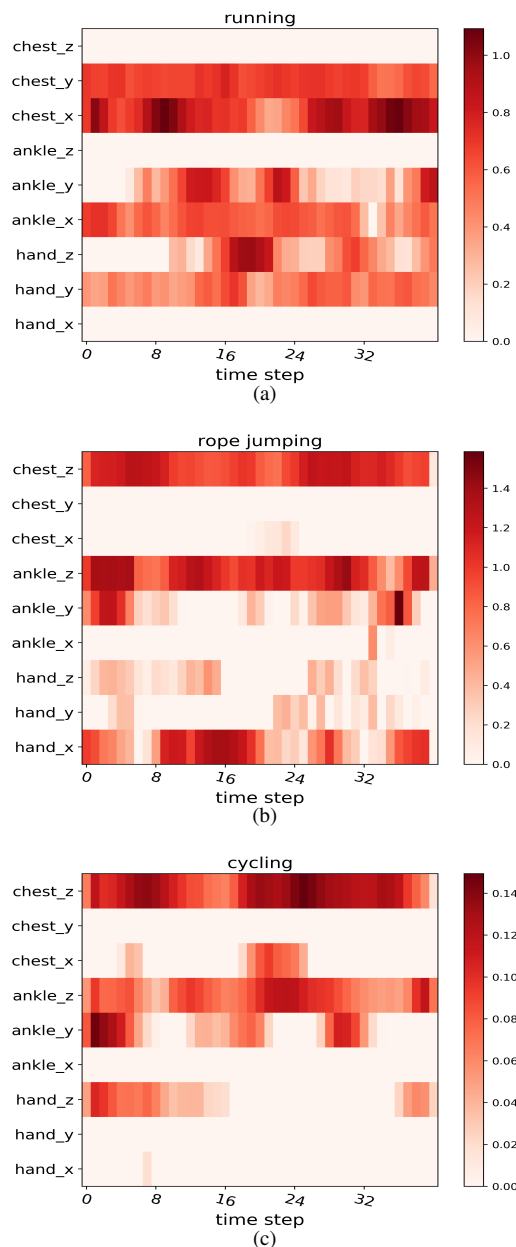 running
chest_z
chest_y
chest_x
ankle_z
ankle_y
ankle_x
hand_z
hand_y
hand_x
0 8 16 24 32
time step
1.0
0.8
0.6
0.4
0.2
0.0
(a)
rope jumping
chest_z
chest_y
chest_x
ankle_z
ankle_y
ankle_x
hand_z
hand_y
hand_x
0 8 16 24 32
time step
1.4
1.2
1.0
0.8
0.6
0.4
0.2
0.0
(b)
cycling
chest_z
chest_y
chest_x
ankle_z
ankle_y
ankle_x
hand_z
hand_y
hand_x
0 8 16 24 32
time step
0.14
0.12
0.10
0.08
0.06
0.04
0.02
0.00
(c)